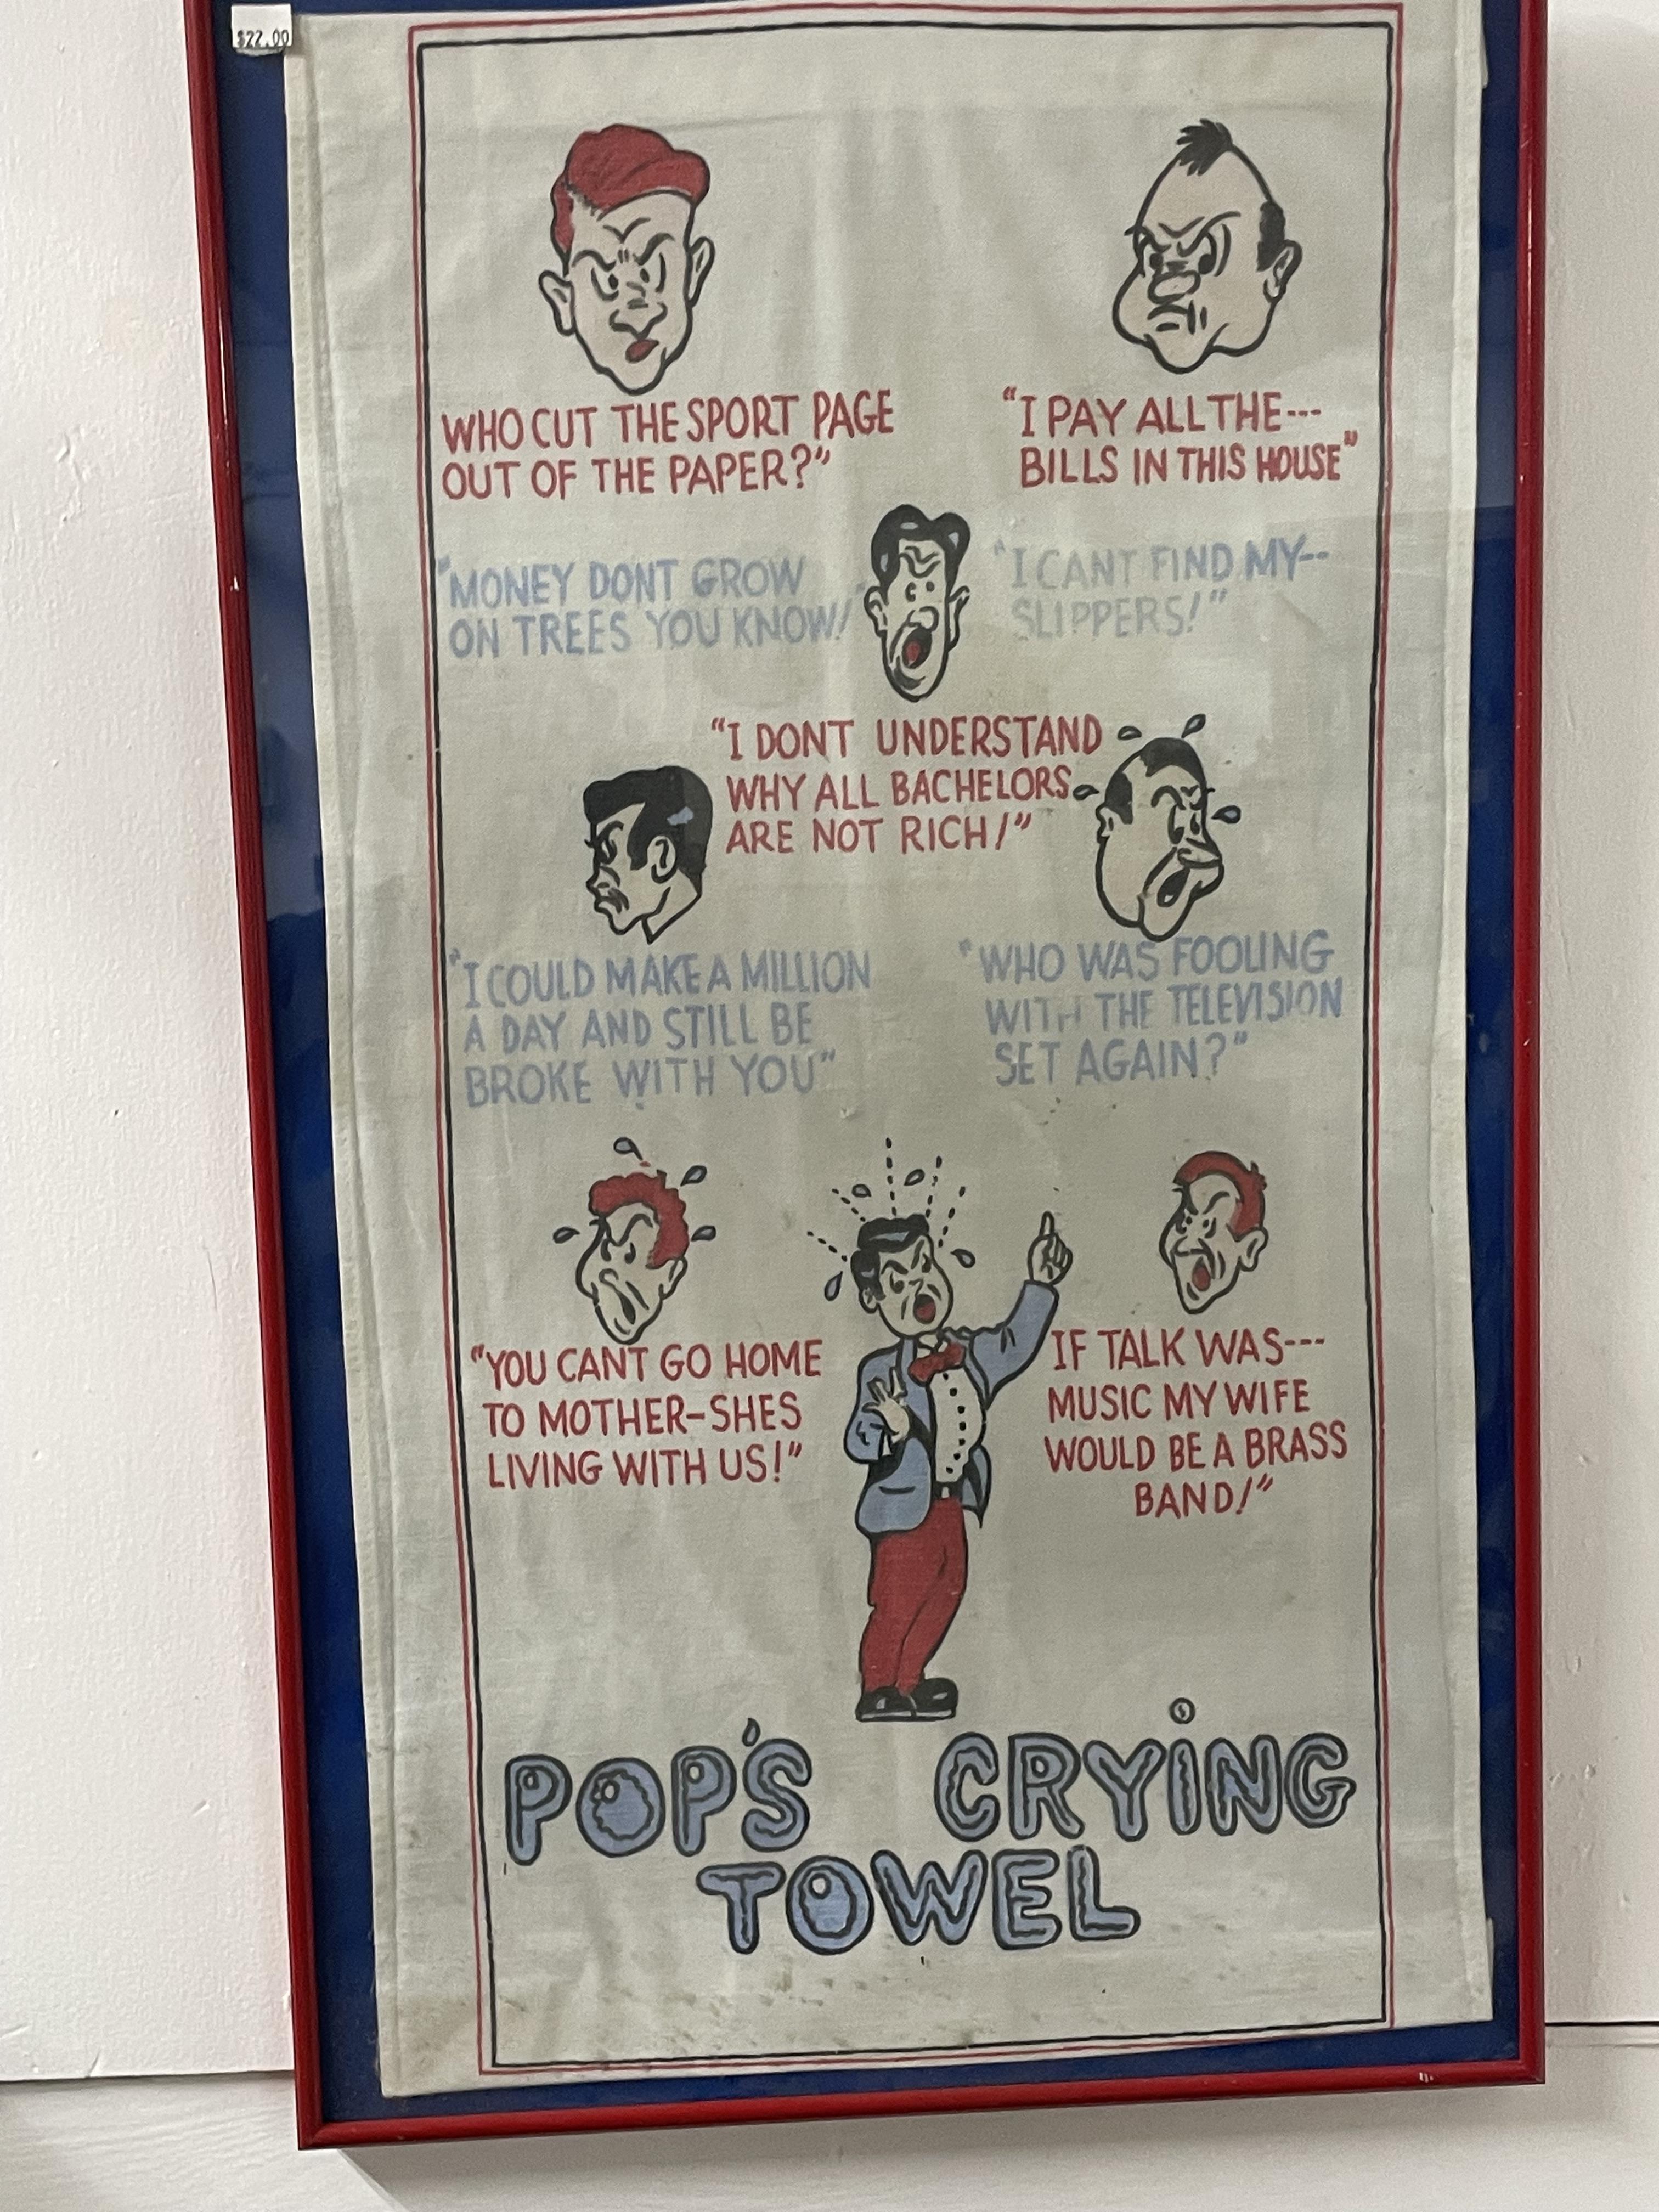 $22.00
WHO CUT THE SPORT PAGE
OUT OF THE PAPER?”
“I PAY ALL THE---
BILLS IN THIS HOUSE”
“MONEY DONT GROW
ON TREES YOU KNOW!”
“I CANT FIND MY--
SLIPPERS!”
“I DONT UNDERSTAND
WHY ALL BACHELORS
ARE NOT RICH!”
“I COULD MAKE A MILLION
A DAY AND STILL BE
BROKE WITH YOU”
“WHO WAS FOOLING
WITH THE TELEVISION
SET AGAIN?”
“YOU CANT GO HOME
TO MOTHER-SHES
LIVING WITH US!”
IF TALK WAS---
MUSIC MY WIFE
WOULD BE A BRASS
BAND!”
POP'S CRYING
TOWEL